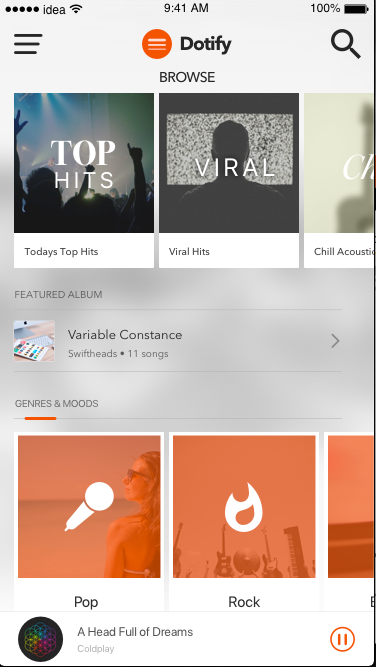 idea 9:41 AM 100%
Dotify
BROWSE
TOP
HITS
VIRAL
Ch
Todays Top Hits
Viral Hits
Chill Acoustic
FEATURED ALBUM
Variable Constance
Swiftheads • 11 songs
GENRES & MOODS
Pop
Rock
A Head Full of Dreams
Coldplay